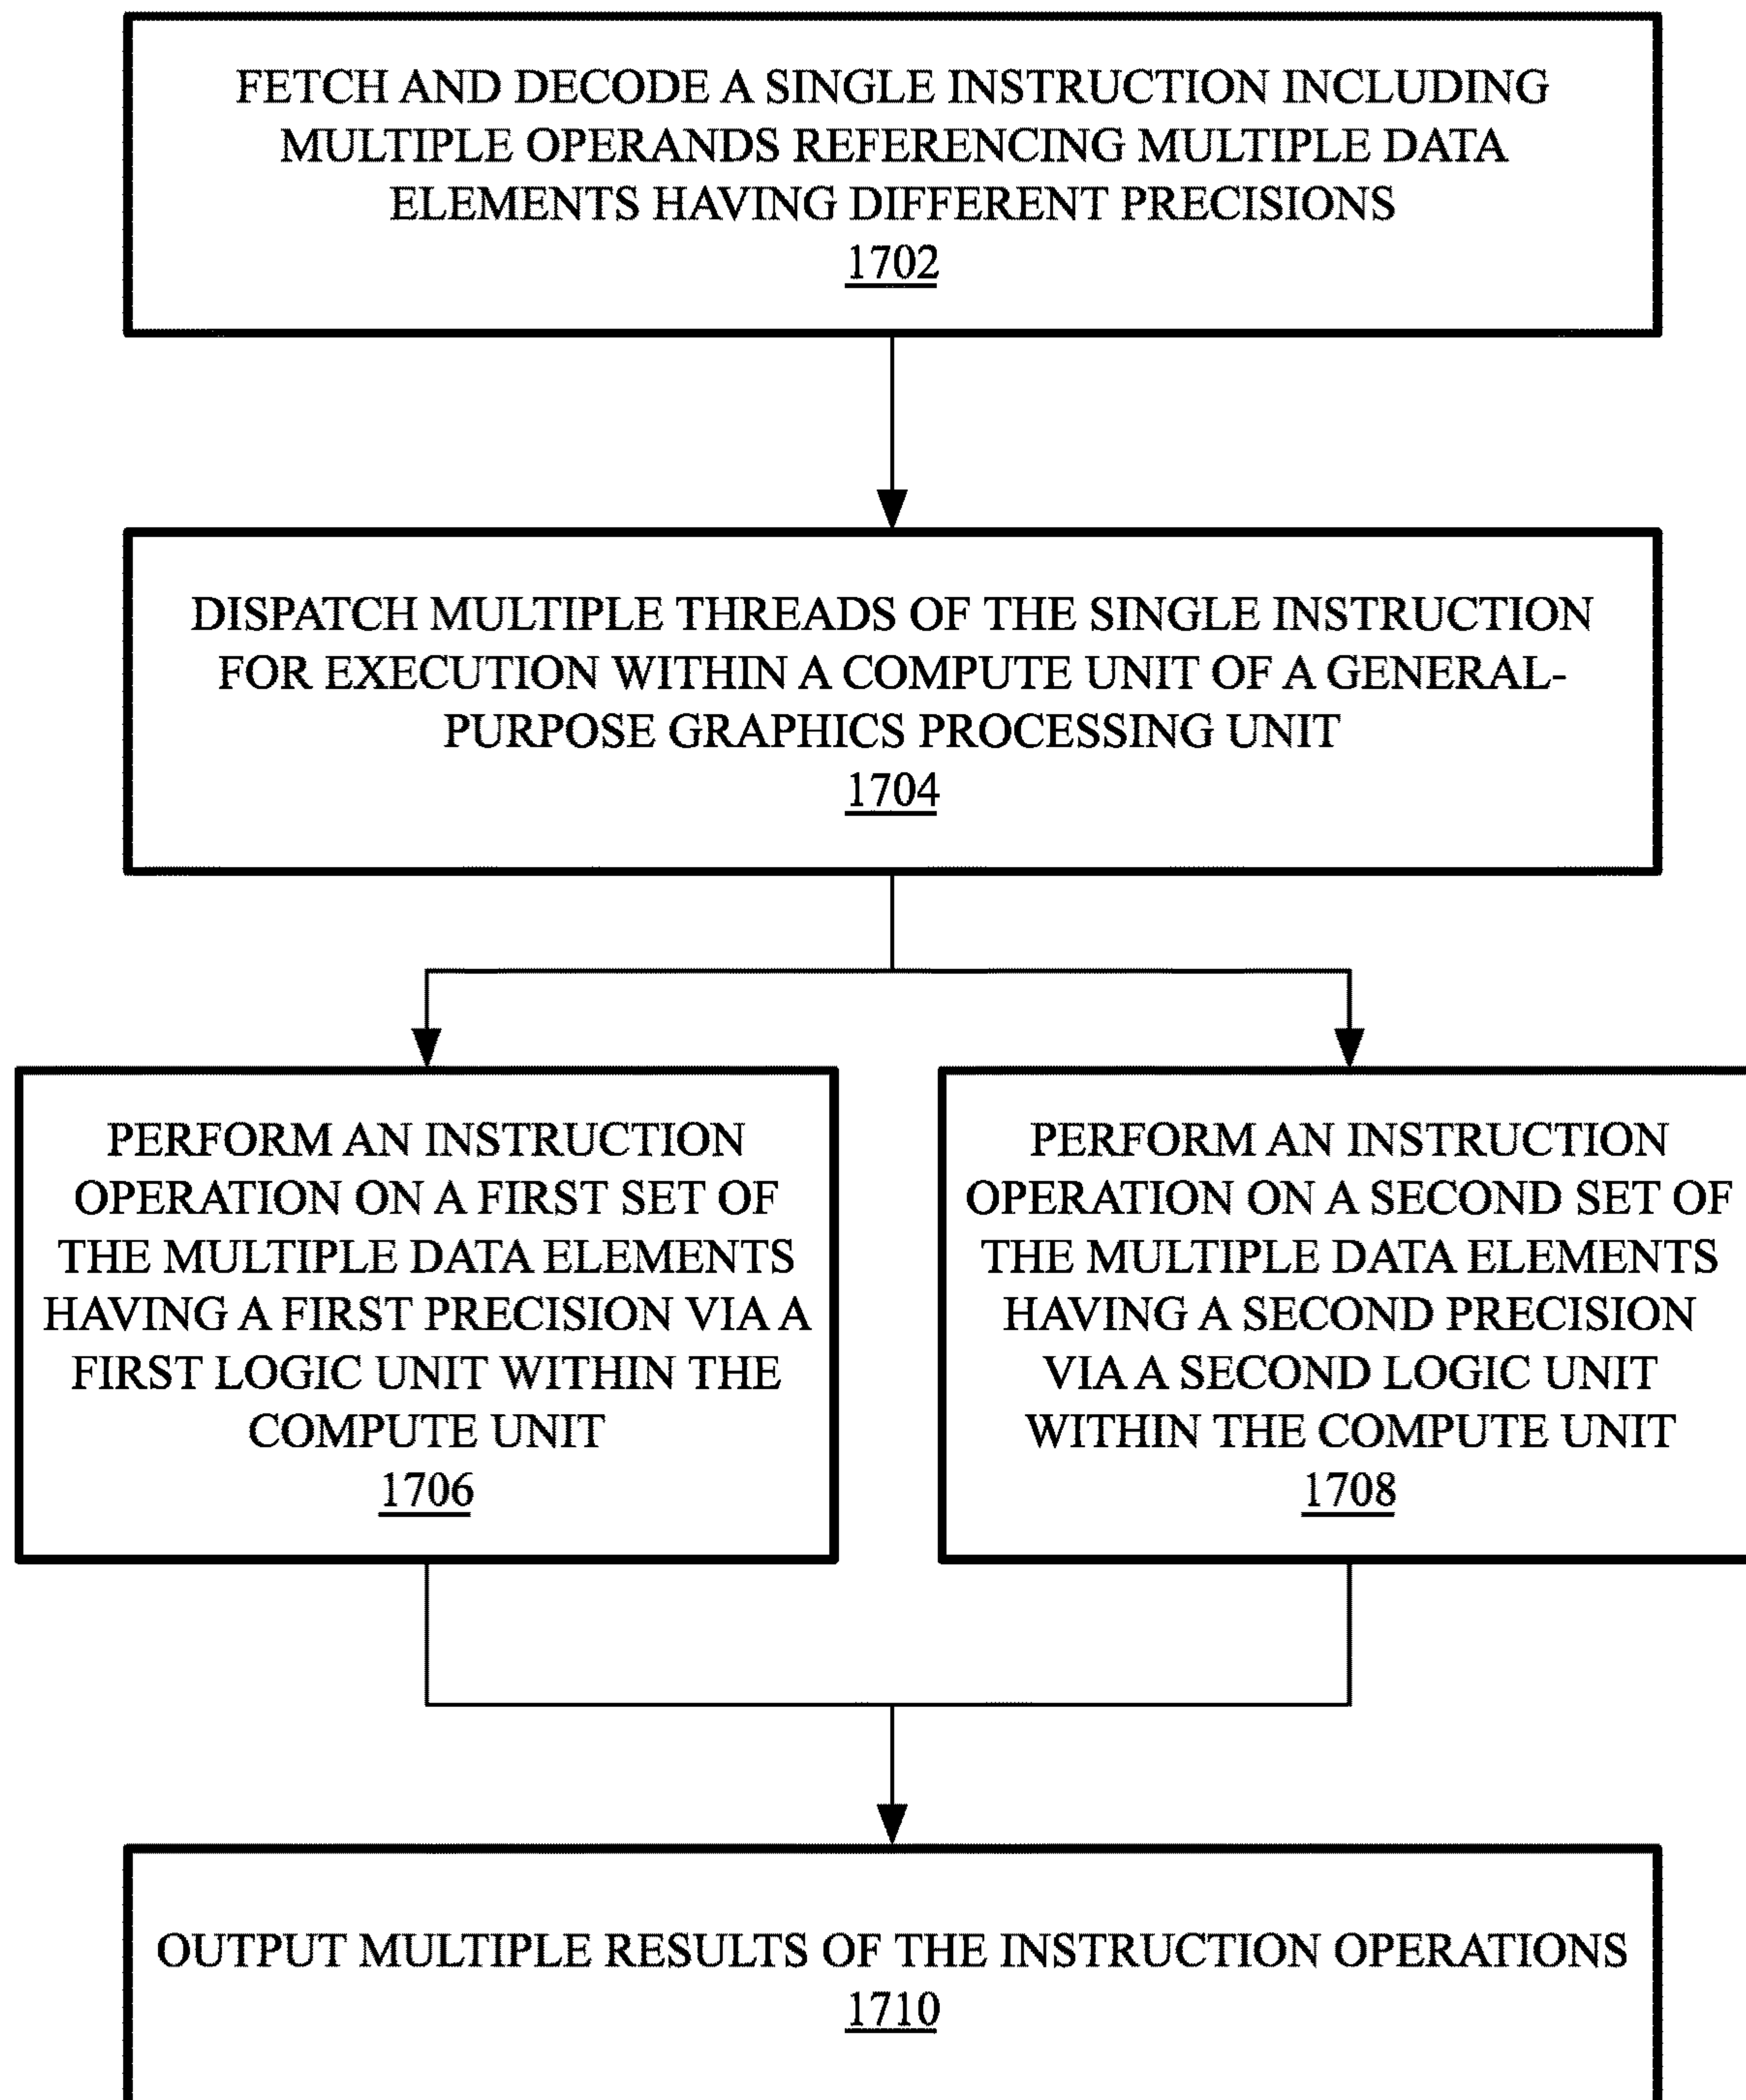 FETCH AND DECODE A SINGLE INSTRUCTION INCLUDING
MULTIPLE OPERANDS REFERENCING MULTIPLE DATA
ELEMENTS HAVING DIFFERENT PRECISIONS
1702
DISPATCH MULTIPLE THREADS OF THE SINGLE INSTRUCTION
FOR EXECUTION WITHIN A COMPUTE UNIT OF A GENERAL-
PURPOSE GRAPHICS PROCESSING UNIT
1704
PERFORM AN INSTRUCTION
OPERATION ON A FIRST SET OF
THE MULTIPLE DATA ELEMENTS
HAVING A FIRST PRECISION VIA A
FIRST LOGIC UNIT WITHIN THE
COMPUTE UNIT
1706
PERFORM AN INSTRUCTION
OPERATION ON A SECOND SET OF
THE MULTIPLE DATA ELEMENTS
HAVING A SECOND PRECISION
VIA A SECOND LOGIC UNIT
WITHIN THE COMPUTE UNIT
1708
OUTPUT MULTIPLE RESULTS OF THE INSTRUCTION OPERATIONS
1710